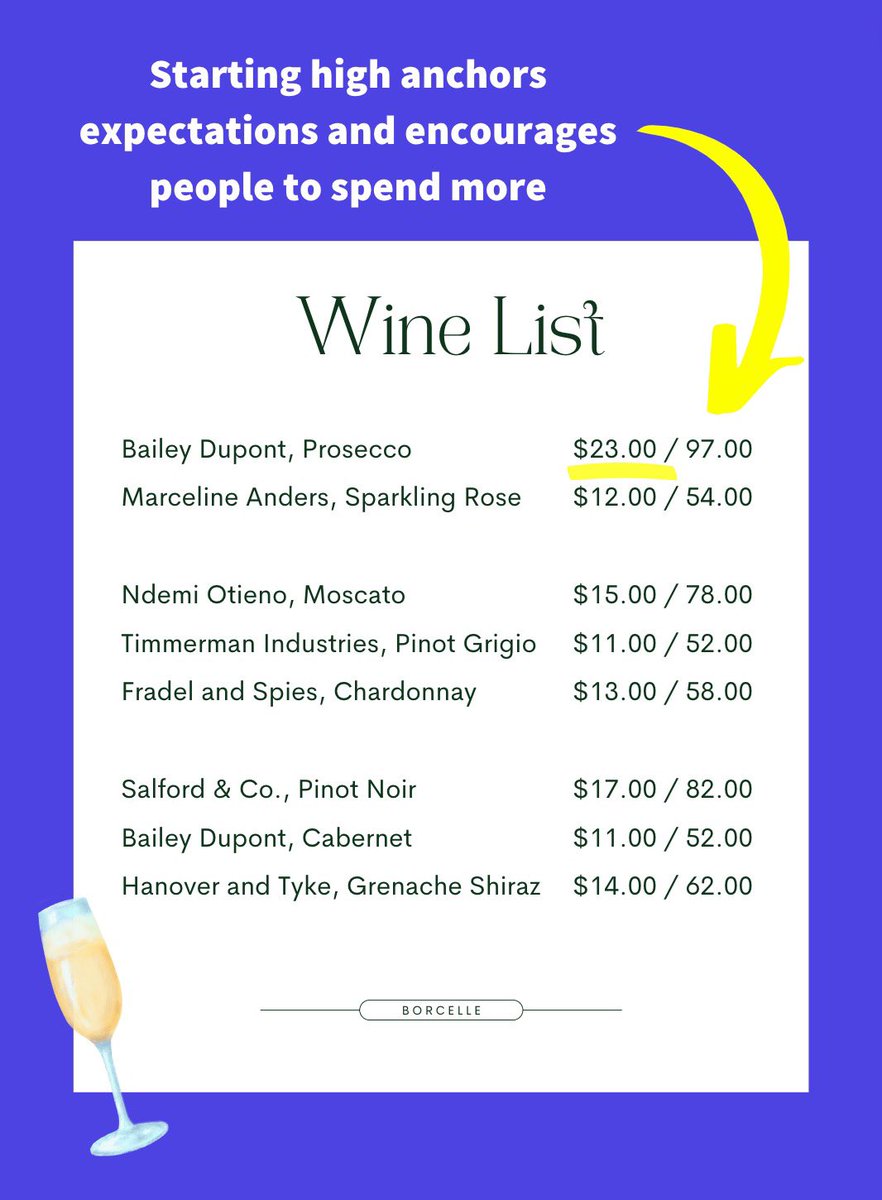 Starting high anchors
expectations and encourages
people to spend more
Wine List
Bailey Dupont, Prosecco $23.00 / 97.00
Marceline Anders, Sparkling Rose $12.00 / 54.00
Ndemi Otieno, Moscato $15.00 / 78.00
Timmerman Industries, Pinot Grigio $11.00 / 52.00
Fradel and Spies, Chardonnay $13.00 / 58.00
Salford & Co., Pinot Noir $17.00 / 82.00
Bailey Dupont, Cabernet $11.00 / 52.00
Hanover and Tyke, Grenache Shiraz $14.00 / 62.00
BORCELLE